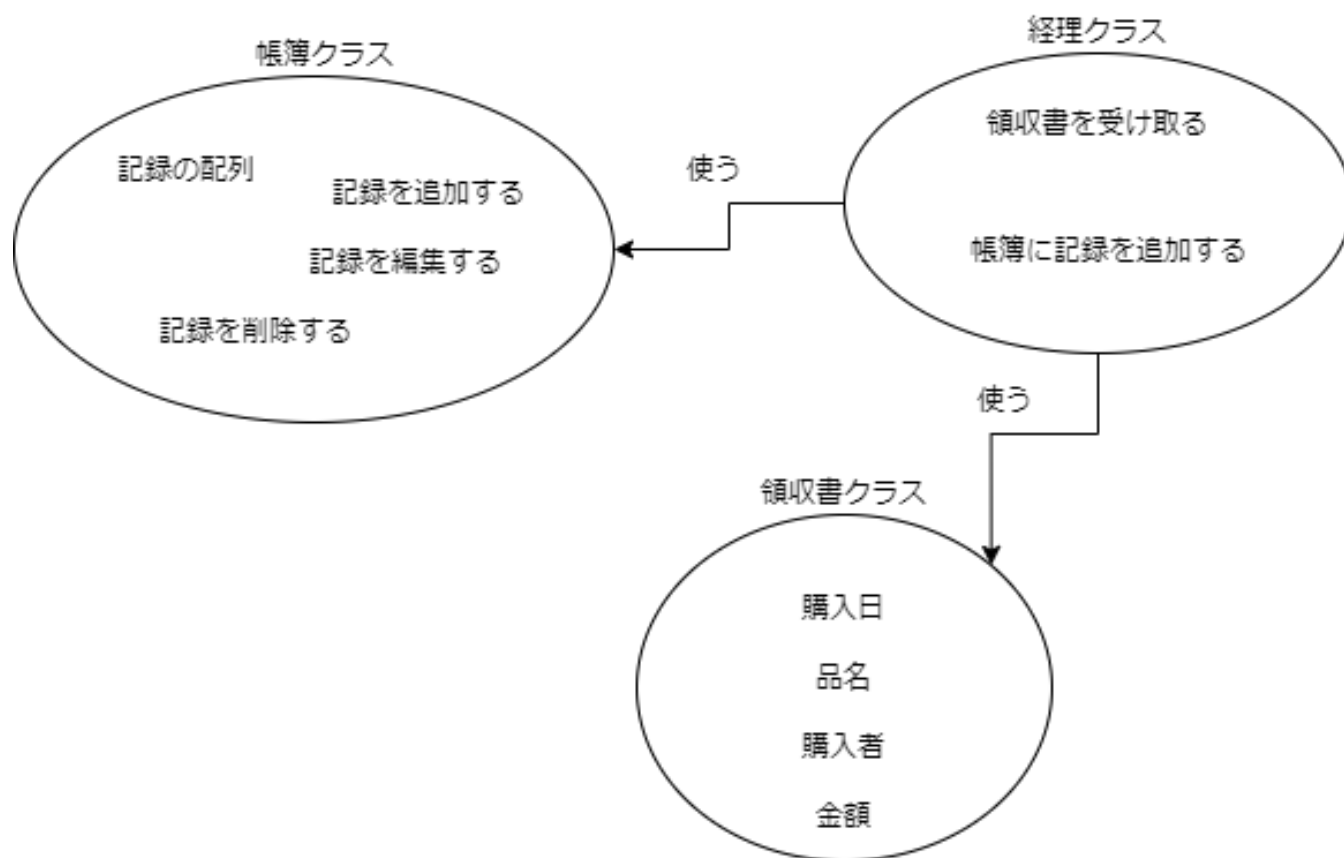 帳簿クラス
記録の配列
記録を追加する
記録を編集する
記録を削除する
使う
経理クラス
領収書を受け取る
帳簿に記録を追加する
使う
領収書クラス
購入日
品名
購入者
金額